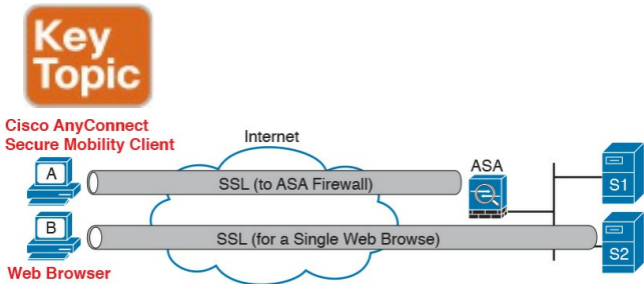 Key
Topic
Cisco AnyConnect
Secure Mobility Client
Internet
A
SSL (to ASA Firewall)
ASA
S1
B
SSL (for a Single Web Browse)
S2
Web Browser